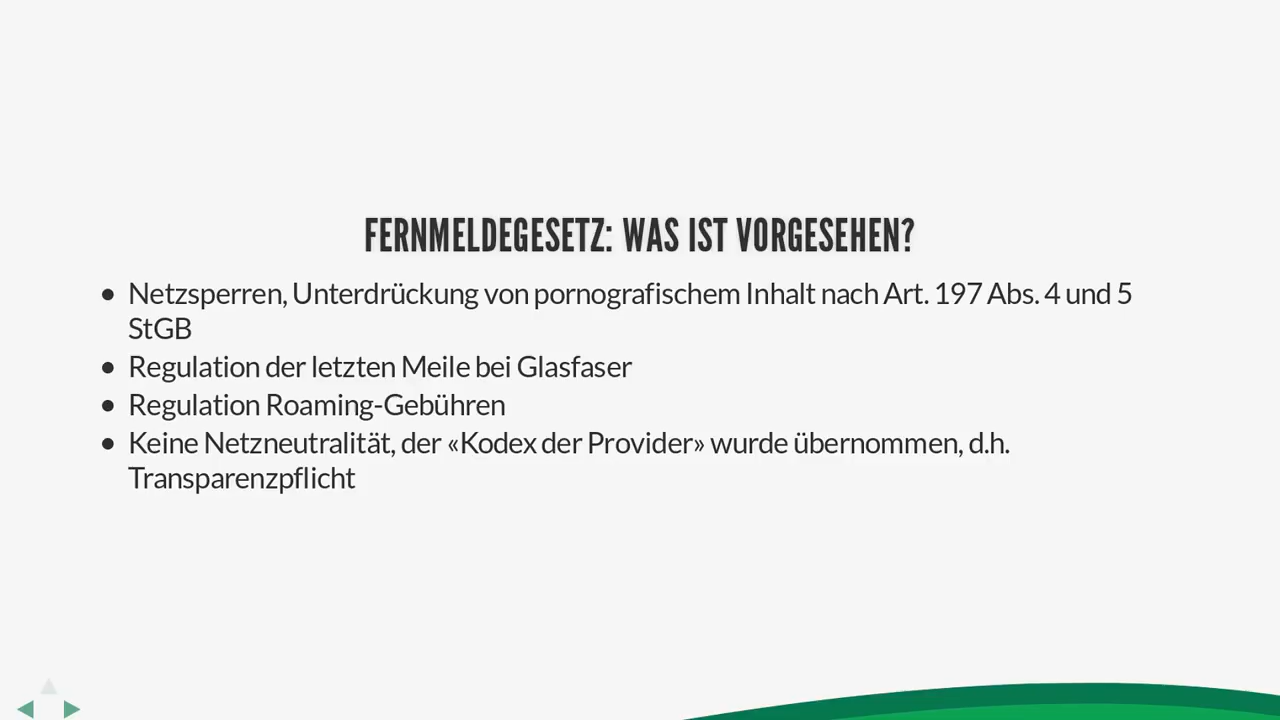 FERNMELDEGESETZ: WAS IST VORGESEHEN?
• Netzsperren, Unterdrückung von pornografischem Inhalt nach Art. 197 Abs. 4 und 5
StGB
• Regulation der letzten Meile bei Glasfaser
• Regulation Roaming-Gebühren
• Keine Netzneutralität, der «Kodex der Provider» wurde übernommen, d.h.
Transparenzpflicht